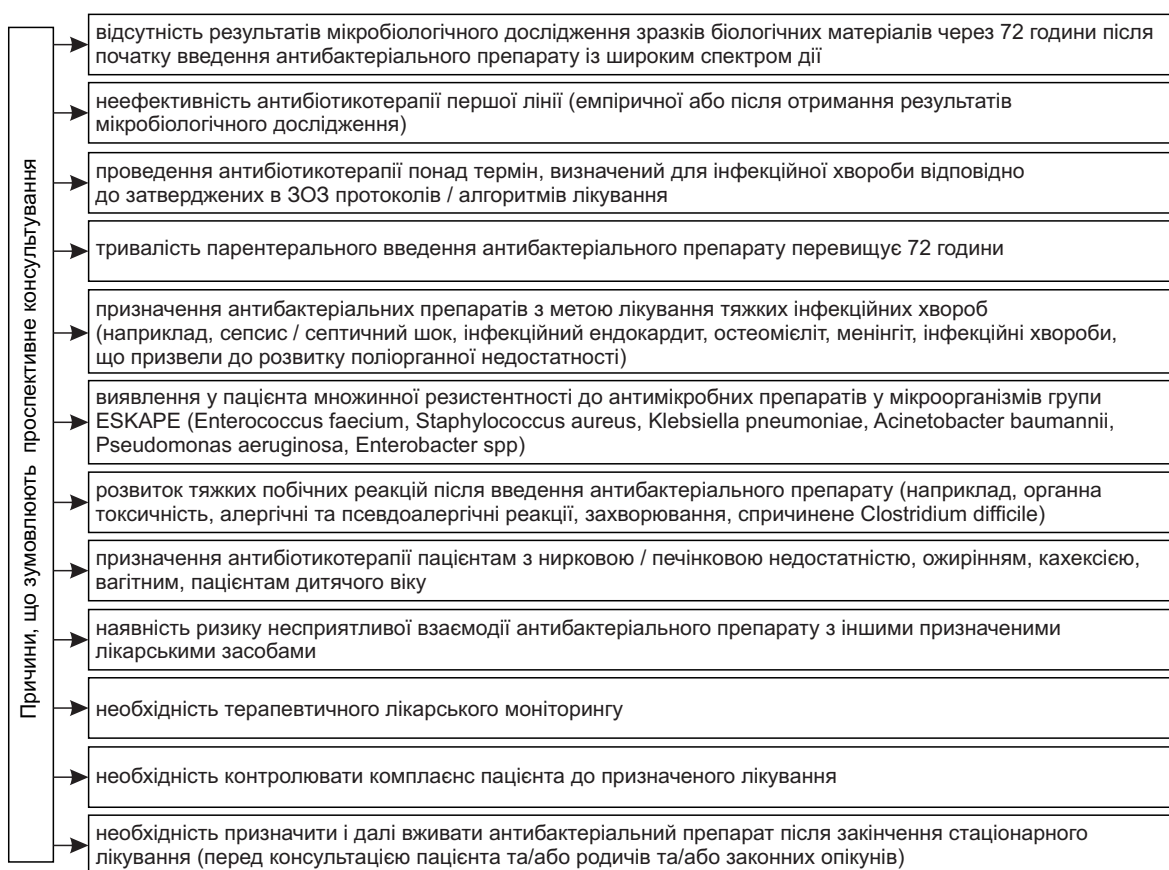 Причини, що зумовлюють проспективне консультування
відсутність результатів мікробіологічного дослідження зразків біологічних матеріалів через 72 години після
початку введення антибактеріального препарату із широким спектром дії
неефективність антибіотикотерапії першої лінії (емпіричної або після отримання результатів
мікробіологічного дослідження)
проведення антибіотикотерапії понад термін, визначений для інфекційної хвороби відповідно
до затверджених в ЗОЗ протоколів / алгоритмів лікування
тривалість парентерального введення антибактеріального препарату перевищує 72 години
призначення антибактеріальних препаратів з метою лікування тяжких інфекційних хвороб
(наприклад, сепсис / септичний шок, інфекційний ендокардит, остеомієліт, менінгіт, інфекційні хвороби,
що призвели до розвитку поліорганної недостатності)
виявлення у пацієнта множинної резистентності до антимікробних препаратів у мікроорганізмів групи
ESKAPE (Enterococcus faecium, Staphylococcus aureus, Klebsiella pneumoniae, Acinetobacter baumannii,
Pseudomonas aeruginosa, Enterobacter spp)
розвиток тяжких побічних реакцій після введення антибактеріального препарату (наприклад, органна
токсичність, алергічні та псевдоалергічні реакції, захворювання, спричинене Clostridium difficile)
призначення антибіотикотерапії пацієнтам з нирковою / печінковою недостатністю, ожирінням, кахексією,
вагітним, пацієнтам дитячого віку
наявність ризику несприятливої взаємодії антибактеріального препарату з іншими призначеними
лікарськими засобами
необхідність терапевтичного лікарського моніторингу
необхідність контролювати комплаєнс пацієнта до призначеного лікування
необхідність призначити і далі вживати антибактеріальний препарат після закінчення стаціонарного
лікування (перед консультацією пацієнта та/або родичів та/або законних опікунів)